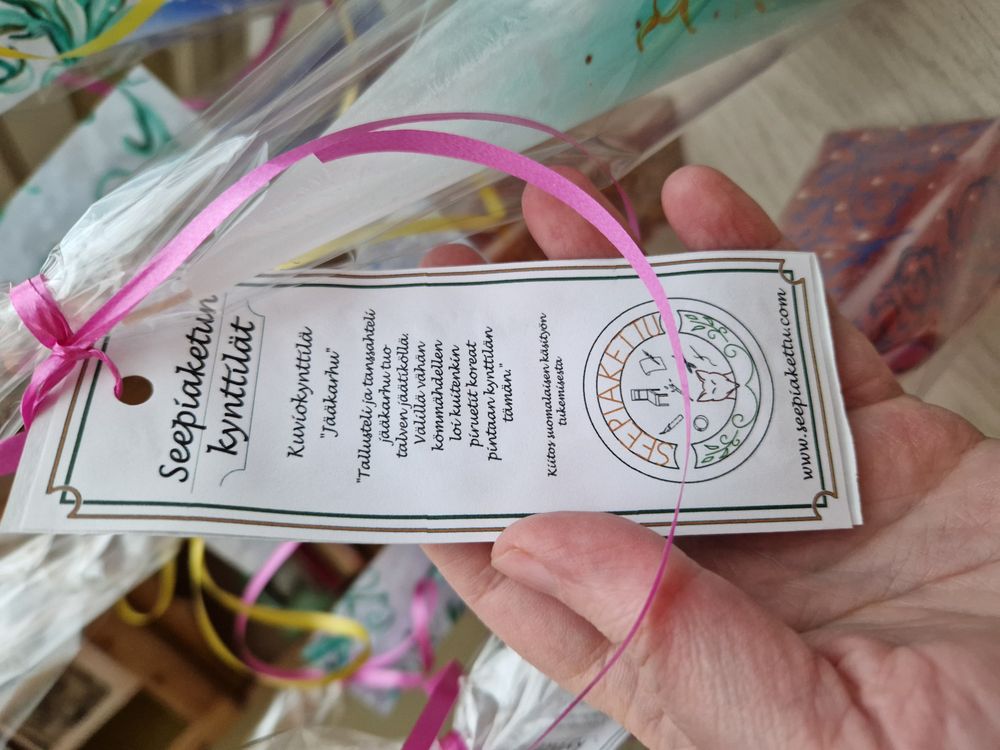 Seepiaketun
kynttilät
Kuviokynttilä
"Jääkarhu"
"Tallusteli ja tanssahteli
jääkarhu tuo
talven jäätiköllä.
Välillä vähän
kömmähdellen
loi kuitenkin
piruetit koreat
pintaan kynttilän
tämän."
Kiitos suomalaisen käsityön
tukemisesta
SEEPIAKETTU
www.seepiakettu.com